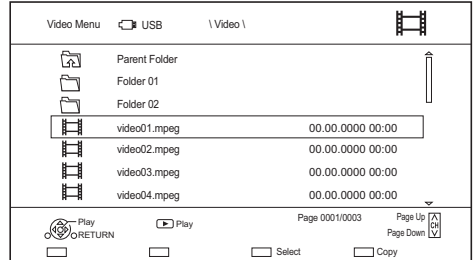 Video Menu USB \ Video \
Parent Folder
Folder 01
Folder 02
video01.mpeg 00.00.0000 00:00
video02.mpeg 00.00.0000 00:00
video03.mpeg 00.00.0000 00:00
video04.mpeg 00.00.0000 00:00
Play Play Page 0001/0003 Page Up
RETURN Page Down CH
Select Copy